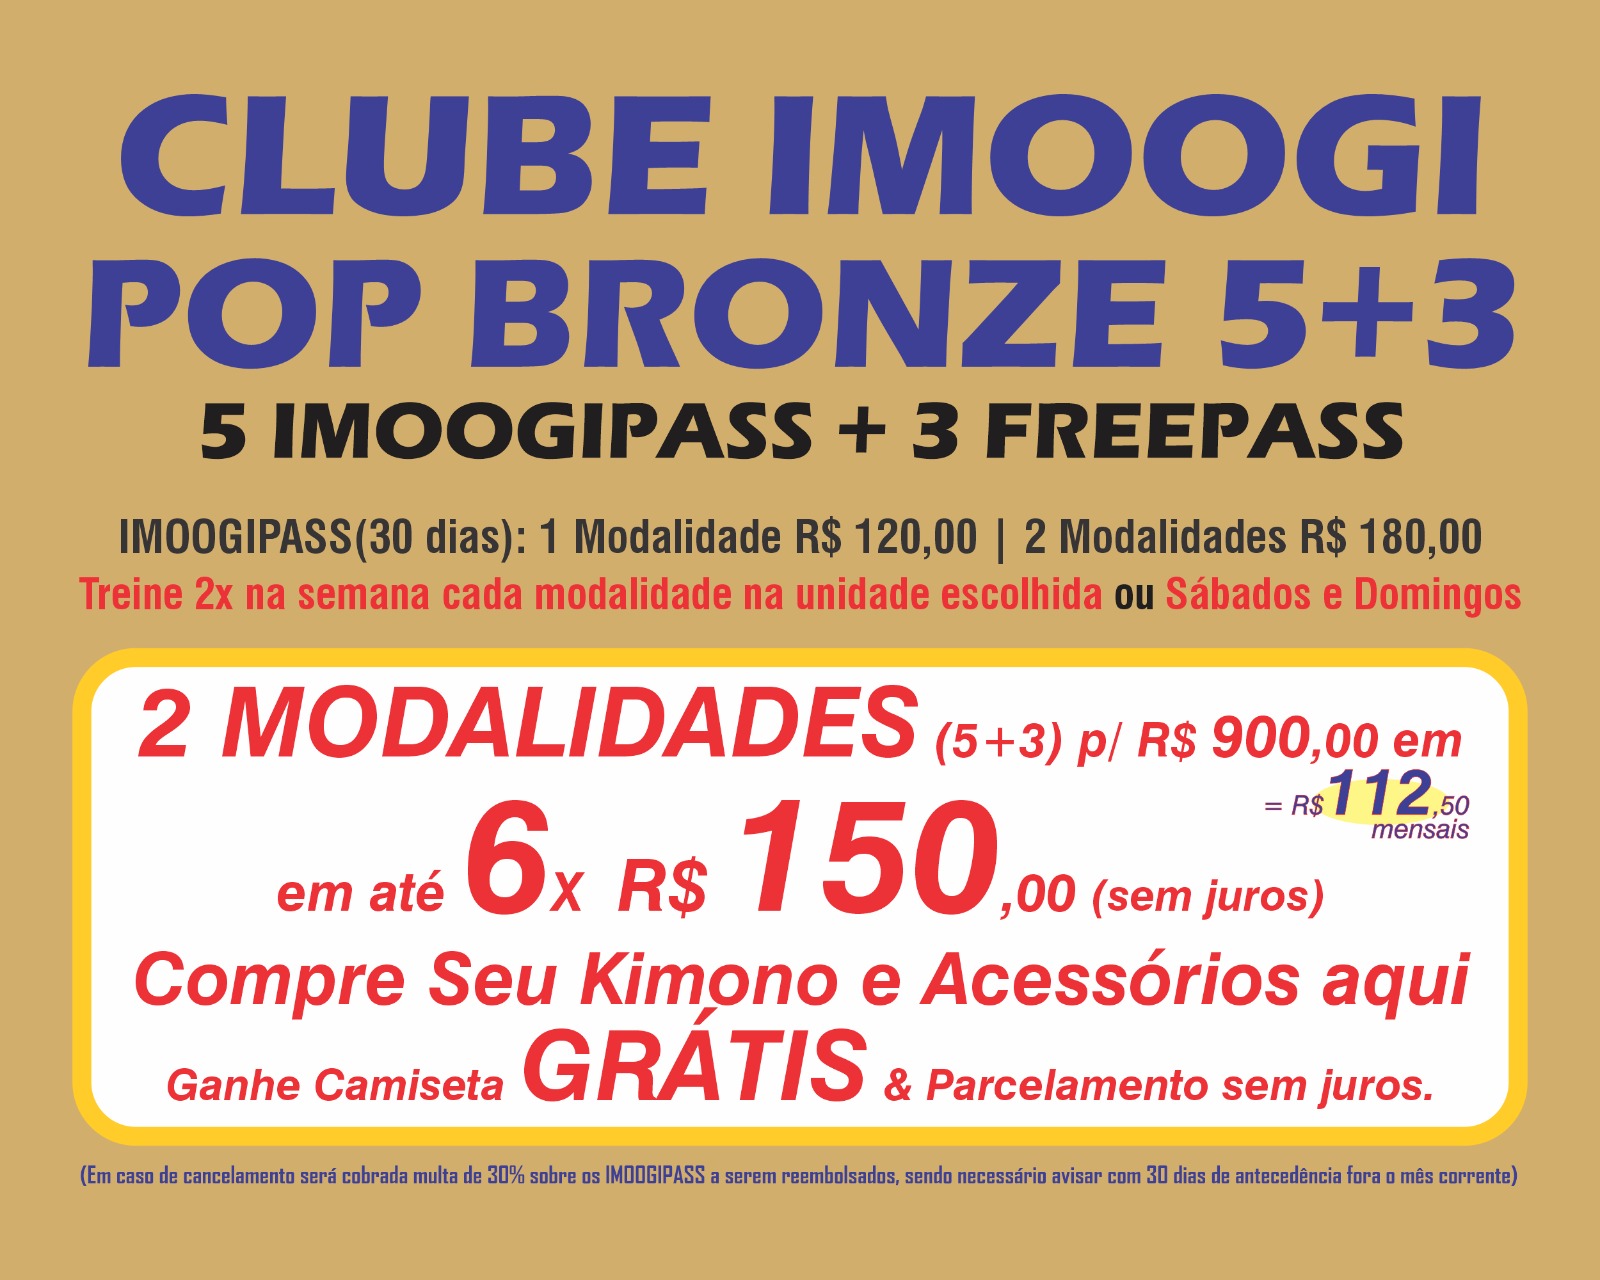 CLUBE IMOOGI
POP BRONZE 5+3
5 IMOOGIPASS + 3 FREEPASS
IMOOGIPASS(30 dias): 1 Modalidade R$ 120,00 | 2 Modalidades R$ 180,00
Treine 2x na semana cada modalidade na unidade escolhida ou Sábados e Domingos
2 MODALIDADES (5+3) p/ R$ 900,00 em
= R$112,50
mensais
em até 6x R$ 150,00 (sem juros)
Compre Seu Kimono e Acessórios aqui
Ganhe Camiseta GRÁTIS & Parcelamento sem juros.
(Em caso de cancelamento será cobrada multa de 30% sobre os IMOOGIPASS a serem reembolsados, sendo necessário avisar com 30 dias de antecedência fora o mês corrente)